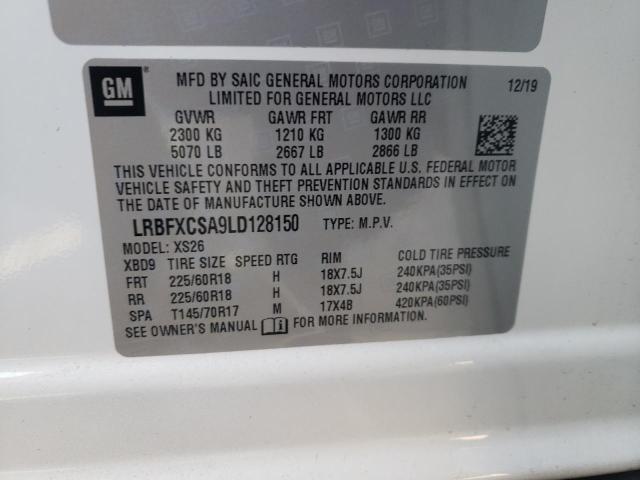 GM
MFD BY SAIC GENERAL MOTORS CORPORATION 12/19
LIMITED FOR GENERAL MOTORS LLC
GVWR GAWR FRT GAWR RR
2300 KG 1210 KG 1300 KG
5070 LB 2667 LB 2866 LB
THIS VEHICLE CONFORMS TO ALL APPLICABLE U.S. FEDERAL MOTOR
VEHICLE SAFETY AND THEFT PREVENTION STANDARDS IN EFFECT ON
THE DATE OF MANUFACTURE SHOWN ABOVE.
LRBFXCSA9LD128150 TYPE: M.P.V.
MODEL: XS26
XBD9 TIRE SIZE SPEED RTG RIM COLD TIRE PRESSURE
FRT 225/60R18 H 18X7.5J 240KPA(35PSI)
RR 225/60R18 H 18X7.5J 240KPA(35PSI)
SPA T145/70R17 M 17X4B 420KPA(60PSI)
SEE OWNER'S MANUAL FOR MORE INFORMATION.